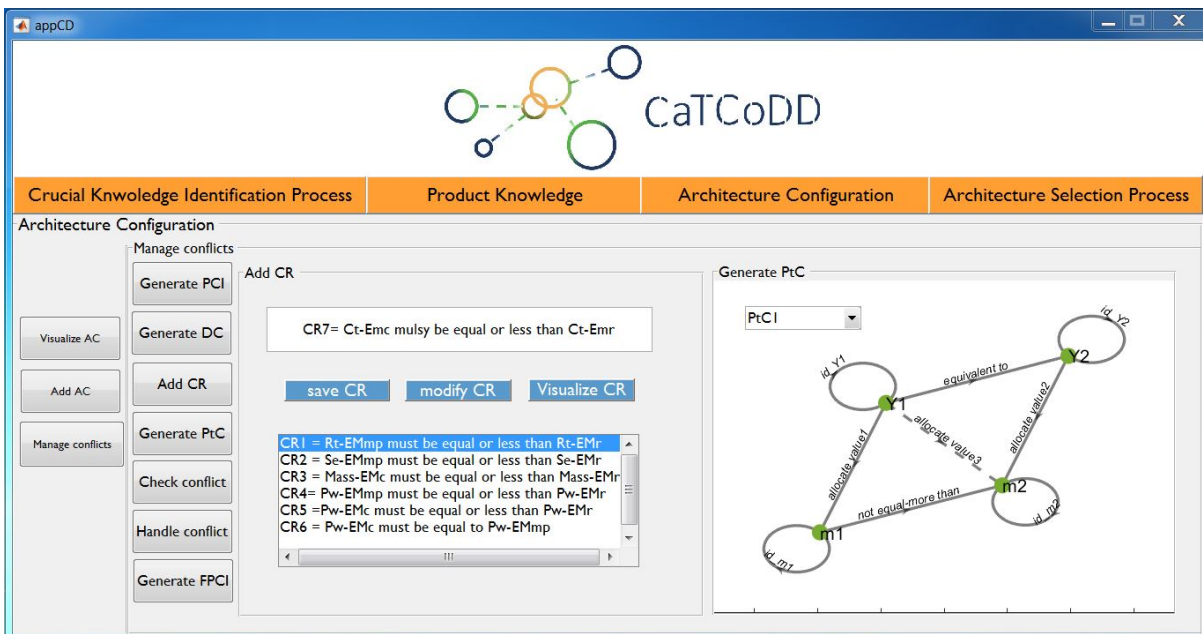 appCD
CaTCoDD
Crucial Knwoledge Identification Process
Product Knowledge
Architecture Configuration
Architecture Selection Process
Architecture Configuration
Visualize AC
Add AC
Manage conflicts
Manage conflicts
Generate PCI
Generate DC
Add CR
Generate PtC
Check conflict
Handle conflict
Generate FPCI
Add CR
CR7= Ct-Emc mulsy be equal or less than Ct-Emr
save CR
modify CR
Visualize CR
CR1 = Rt-EMmp must be equal or less than Rt-EMr
CR2 = Se-EMmp must be equal or less than Se-EMr
CR3 = Mass-EMc must be equal or less than Mass-EMr
CR4= Pw-EMmp must be equal or less than Pw-EMr
CR5 =Pw-EMc must be equal or less than Pw-EMr
CR6 = Pw-EMc must be equal to Pw-EMmp
Generate PtC
PtC1
id_Y2
Y2
id_Y1
equivalent to
Y1
allocate value2
allocate value3
allocate value1
m2
not equal-more than
id_m2
m1
id_m1